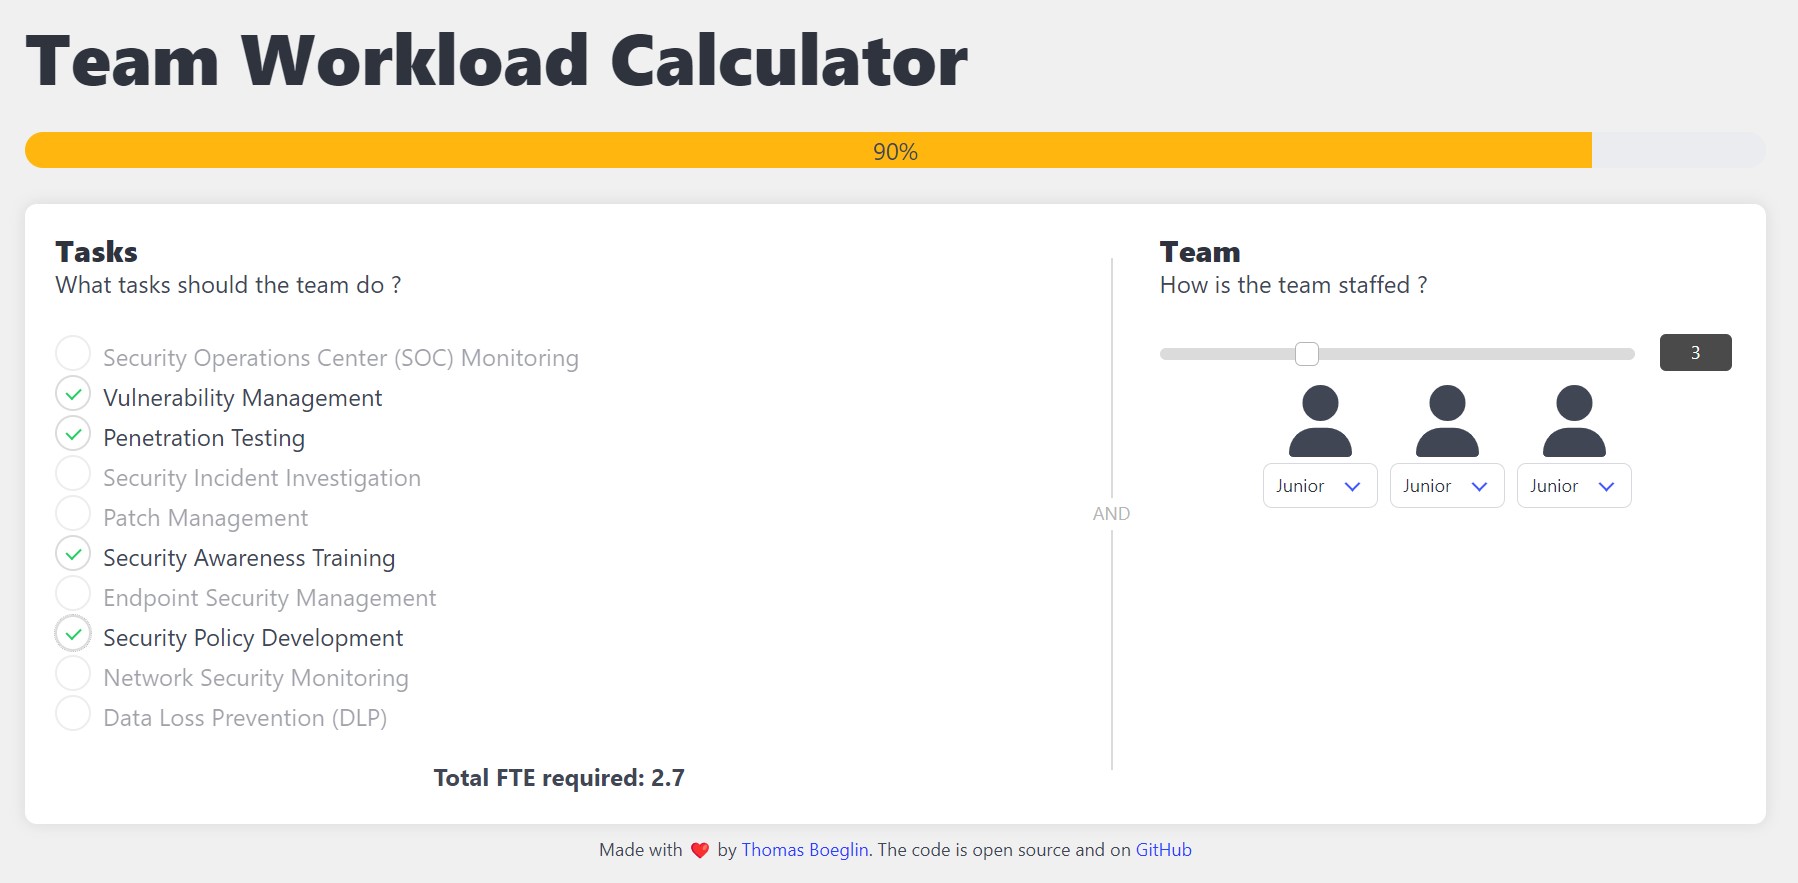 Team Workload Calculator
90%
Tasks
What tasks should the team do ?
Security Operations Center (SOC) Monitoring
Vulnerability Management
Penetration Testing
Security Incident Investigation
Patch Management
Security Awareness Training
Endpoint Security Management
Security Policy Development
Network Security Monitoring
Data Loss Prevention (DLP)
Total FTE required: 2.7
AND
Team
How is the team staffed ?
3
Junior Junior Junior
Made with ❤️ by Thomas Boeglin. The code is open source and on GitHub